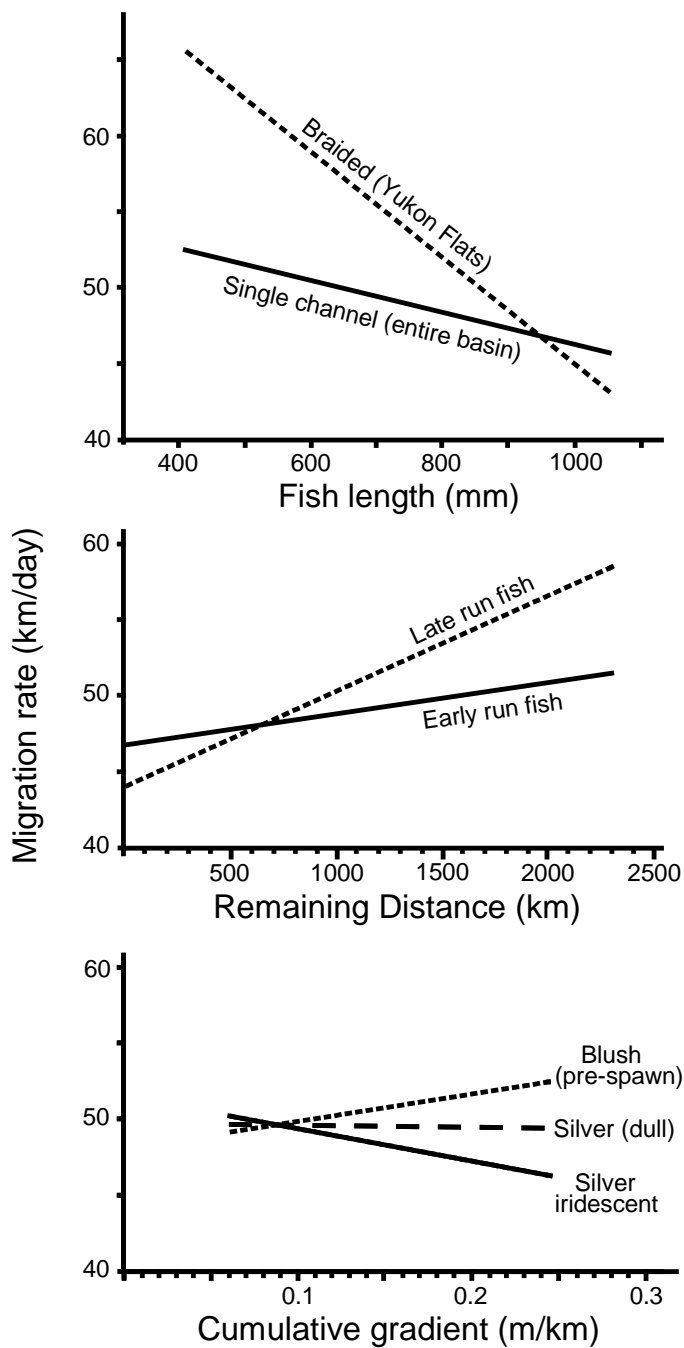 60
50
40
Braided (Yukon Flats)
Single channel (entire basin)
400 600 800 1000
Fish length (mm)
Migration rate (km/day)
60
50
40
Late run fish
Early run fish
500 1000 1500 2000 2500
Remaining Distance (km)
60
50
40
Blush
(pre-spawn)
Silver (dull)
Silver
iridescent
0.1 0.2 0.3
Cumulative gradient (m/km)